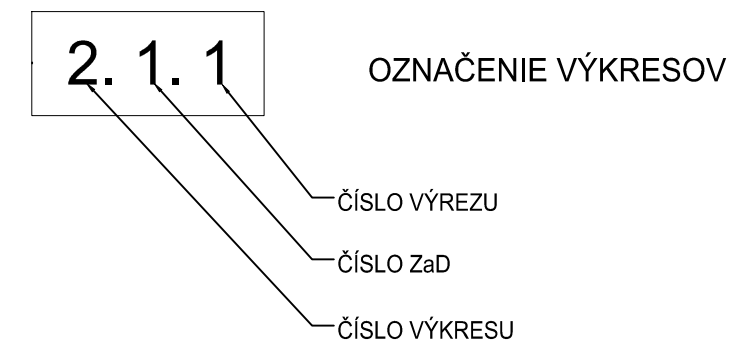 2. 1. 1
OZNAČENIE VÝKRESOV
ČÍSLO VÝREZU
ČÍSLO ZaD
ČÍSLO VÝKRESU